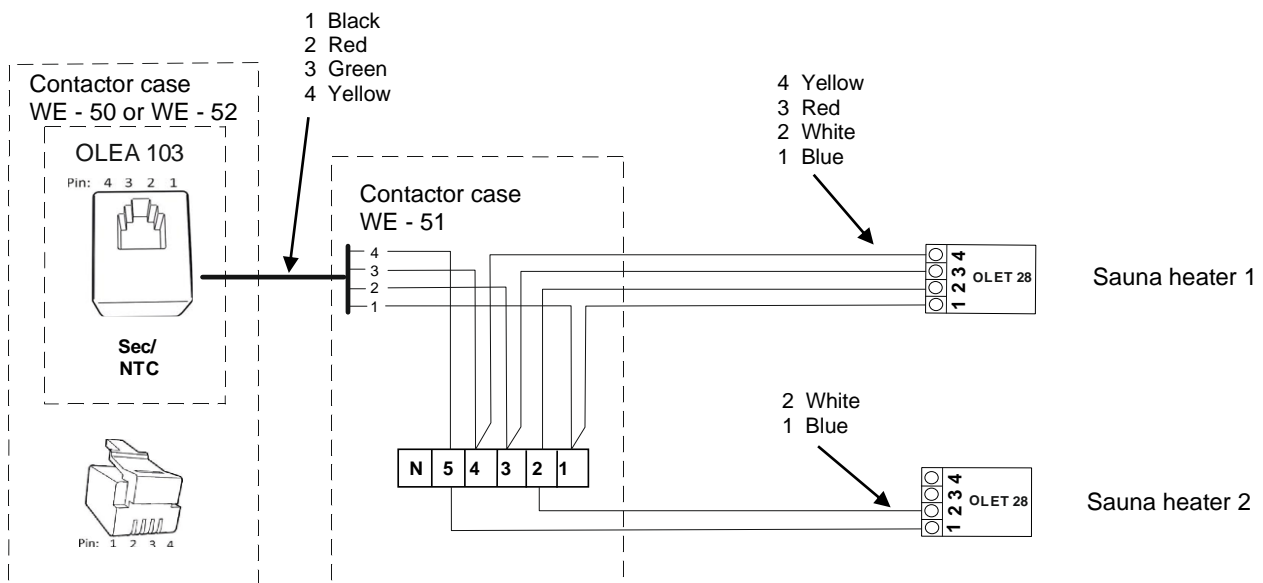 1 Black
2 Red
3 Green
4 Yellow
Contactor case
WE - 50 or WE - 52
OLEA 103
Pin: 4 3 2 1
Sec/
NTC
Pin: 1 2 3 4
Contactor case
WE - 51
4
3
2
1
N 5 4 3 2 1
4 Yellow
3 Red
2 White
1 Blue
1 2 3 4
OLET 28
Sauna heater 1
2 White
1 Blue
1 2 3 4
OLET 28
Sauna heater 2